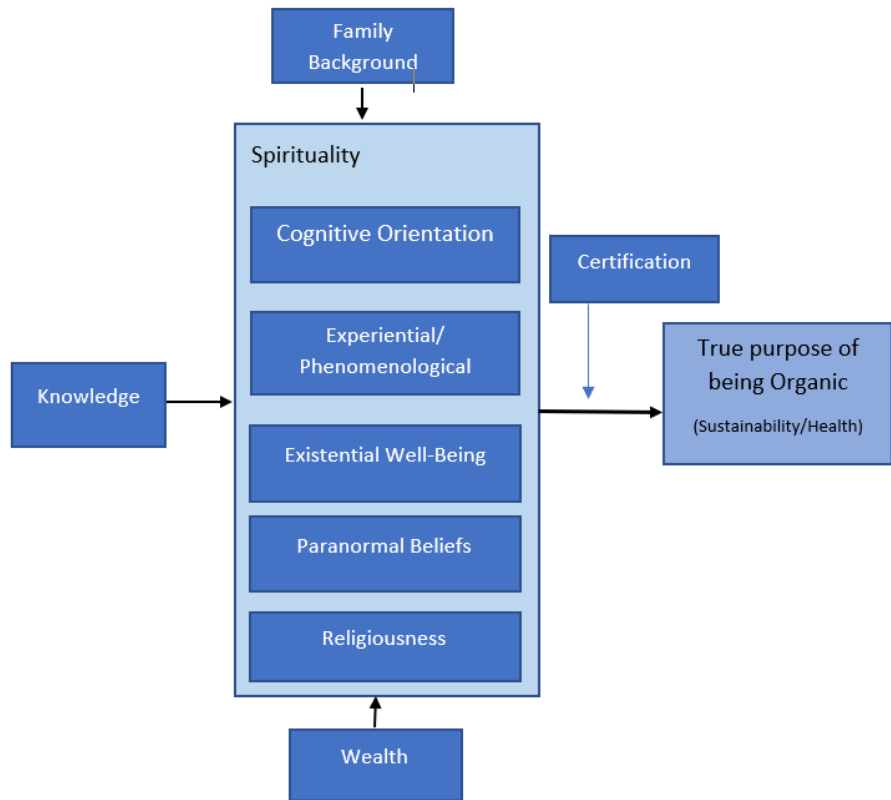 Family
Background
Spirituality
Cognitive Orientation
Certification
Experiential/
Phenomenological
True purpose of
being Organic
(Sustainability/Health)
Knowledge
Existential Well-Being
Paranormal Beliefs
Religiousness
Wealth